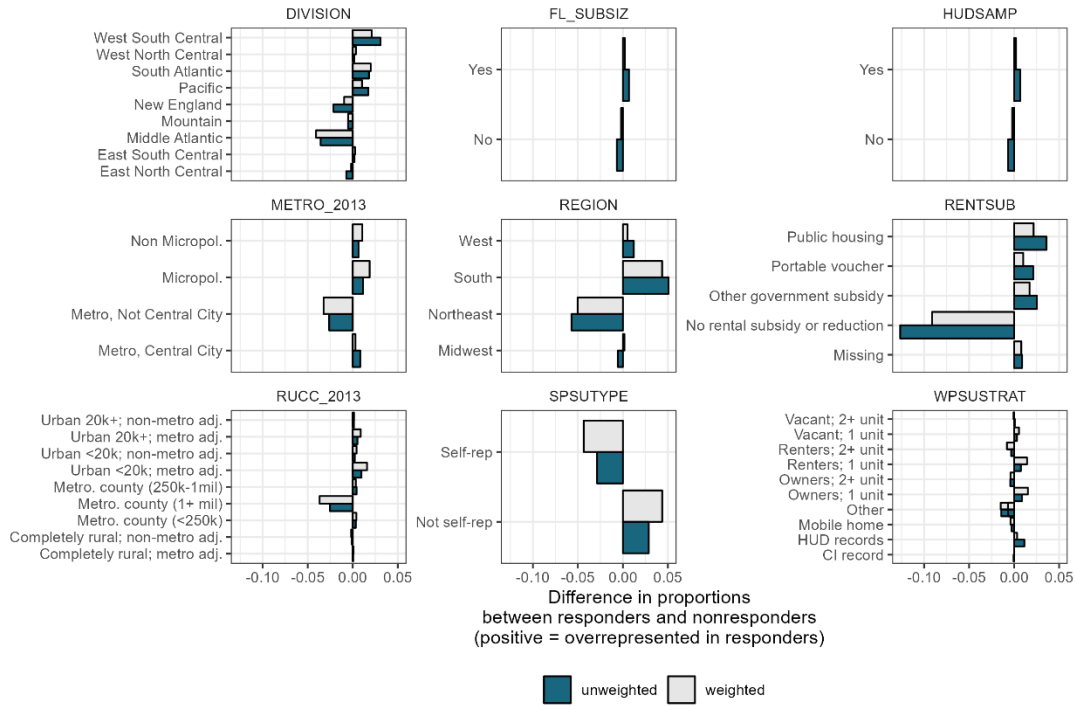 DIVISION
West South Central
West North Central
South Atlantic
Pacific
New England
Mountain
Middle Atlantic
East South Central
East North Central
FL_SUBSIZ
Yes
No
HUDSAMP
Yes
No
METRO_2013
Non Micropol.
Micropol.
Metro, Not Central City
Metro, Central City
REGION
West
South
Northeast
Midwest
RENTSUB
Public housing
Portable voucher
Other government subsidy
No rental subsidy or reduction
Missing
RUCC_2013
Urban 20k+; non-metro adj.
Urban 20k+; metro adj.
Urban <20k; non-metro adj.
Urban <20k; metro adj.
Metro. county (250k-1mil)
Metro. county (1+ mil)
Metro. county (<250k)
Completely rural; non-metro adj.
Completely rural; metro adj.
-0.10 -0.05 0.00 0.05
SPSUTYPE
Self-rep
Not self-rep
-0.10 -0.05 0.00 0.05
WPSUSTRAT
Vacant; 2+ unit
Vacant; 1 unit
Renters; 2+ unit
Renters; 1 unit
Owners; 2+ unit
Owners; 1 unit
Other
Mobile home
HUD records
CI record
-0.10 -0.05 0.00 0.05
Difference in proportions
between responders and nonresponders
(positive = overrepresented in responders)
unweighted weighted